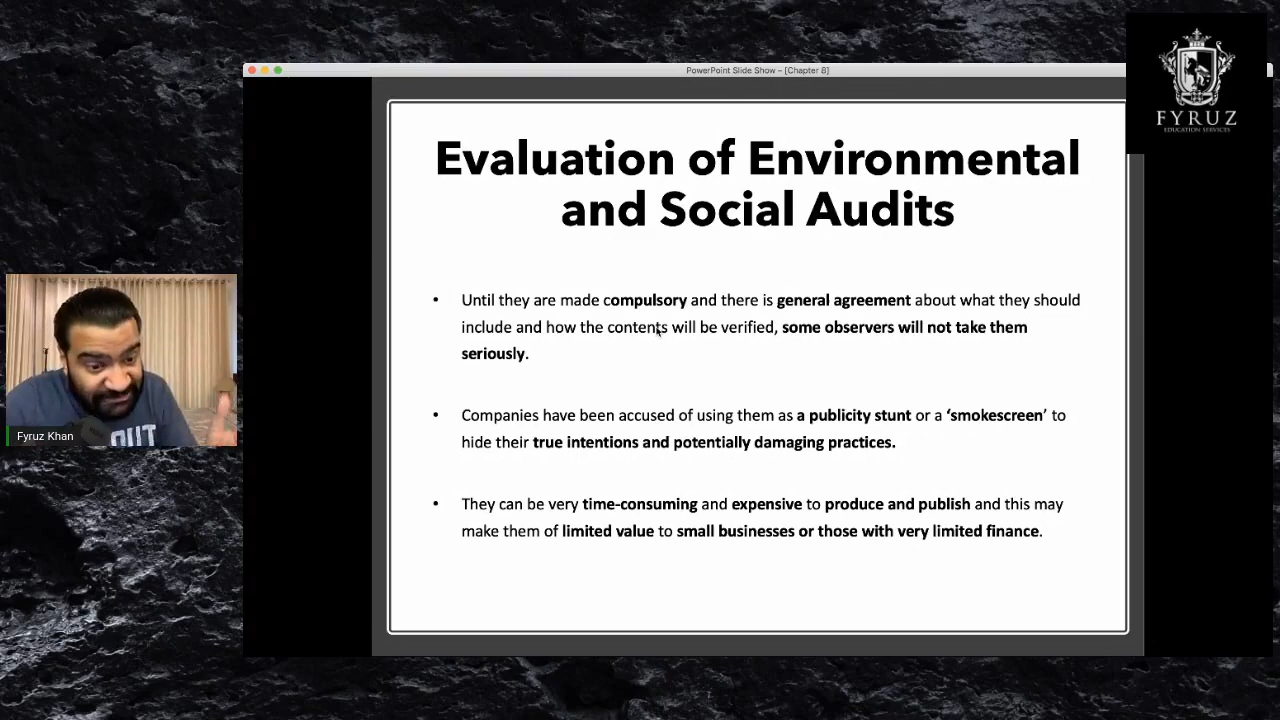 PowerPoint Slide Show – [Chapter 8]
FYRUZ
EDUCATION SERVICES
Evaluation of Environmental
and Social Audits
• Until they are made compulsory and there is general agreement about what they should
include and how the contents will be verified, some observers will not take them
seriously.
• Companies have been accused of using them as a publicity stunt or a ‘smokescreen’ to
hide their true intentions and potentially damaging practices.
• They can be very time-consuming and expensive to produce and publish and this may
make them of limited value to small businesses or those with very limited finance.
OUT
Fyruz Khan